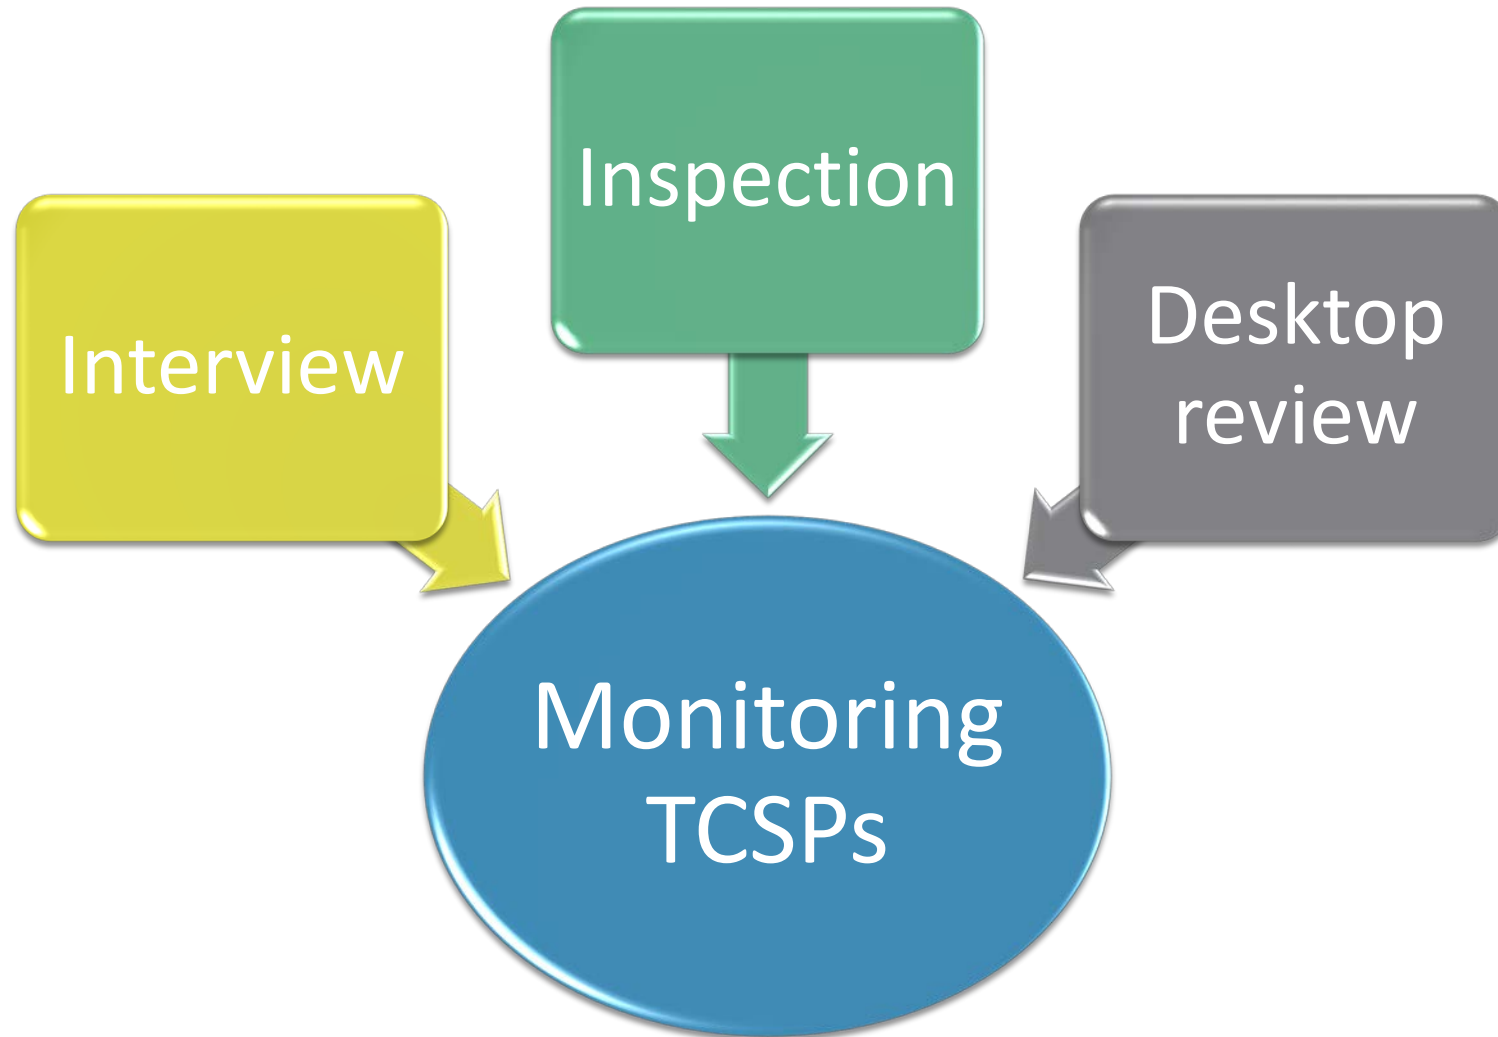 Inspection
Interview
Desktop
review
Monitoring
TCSPs